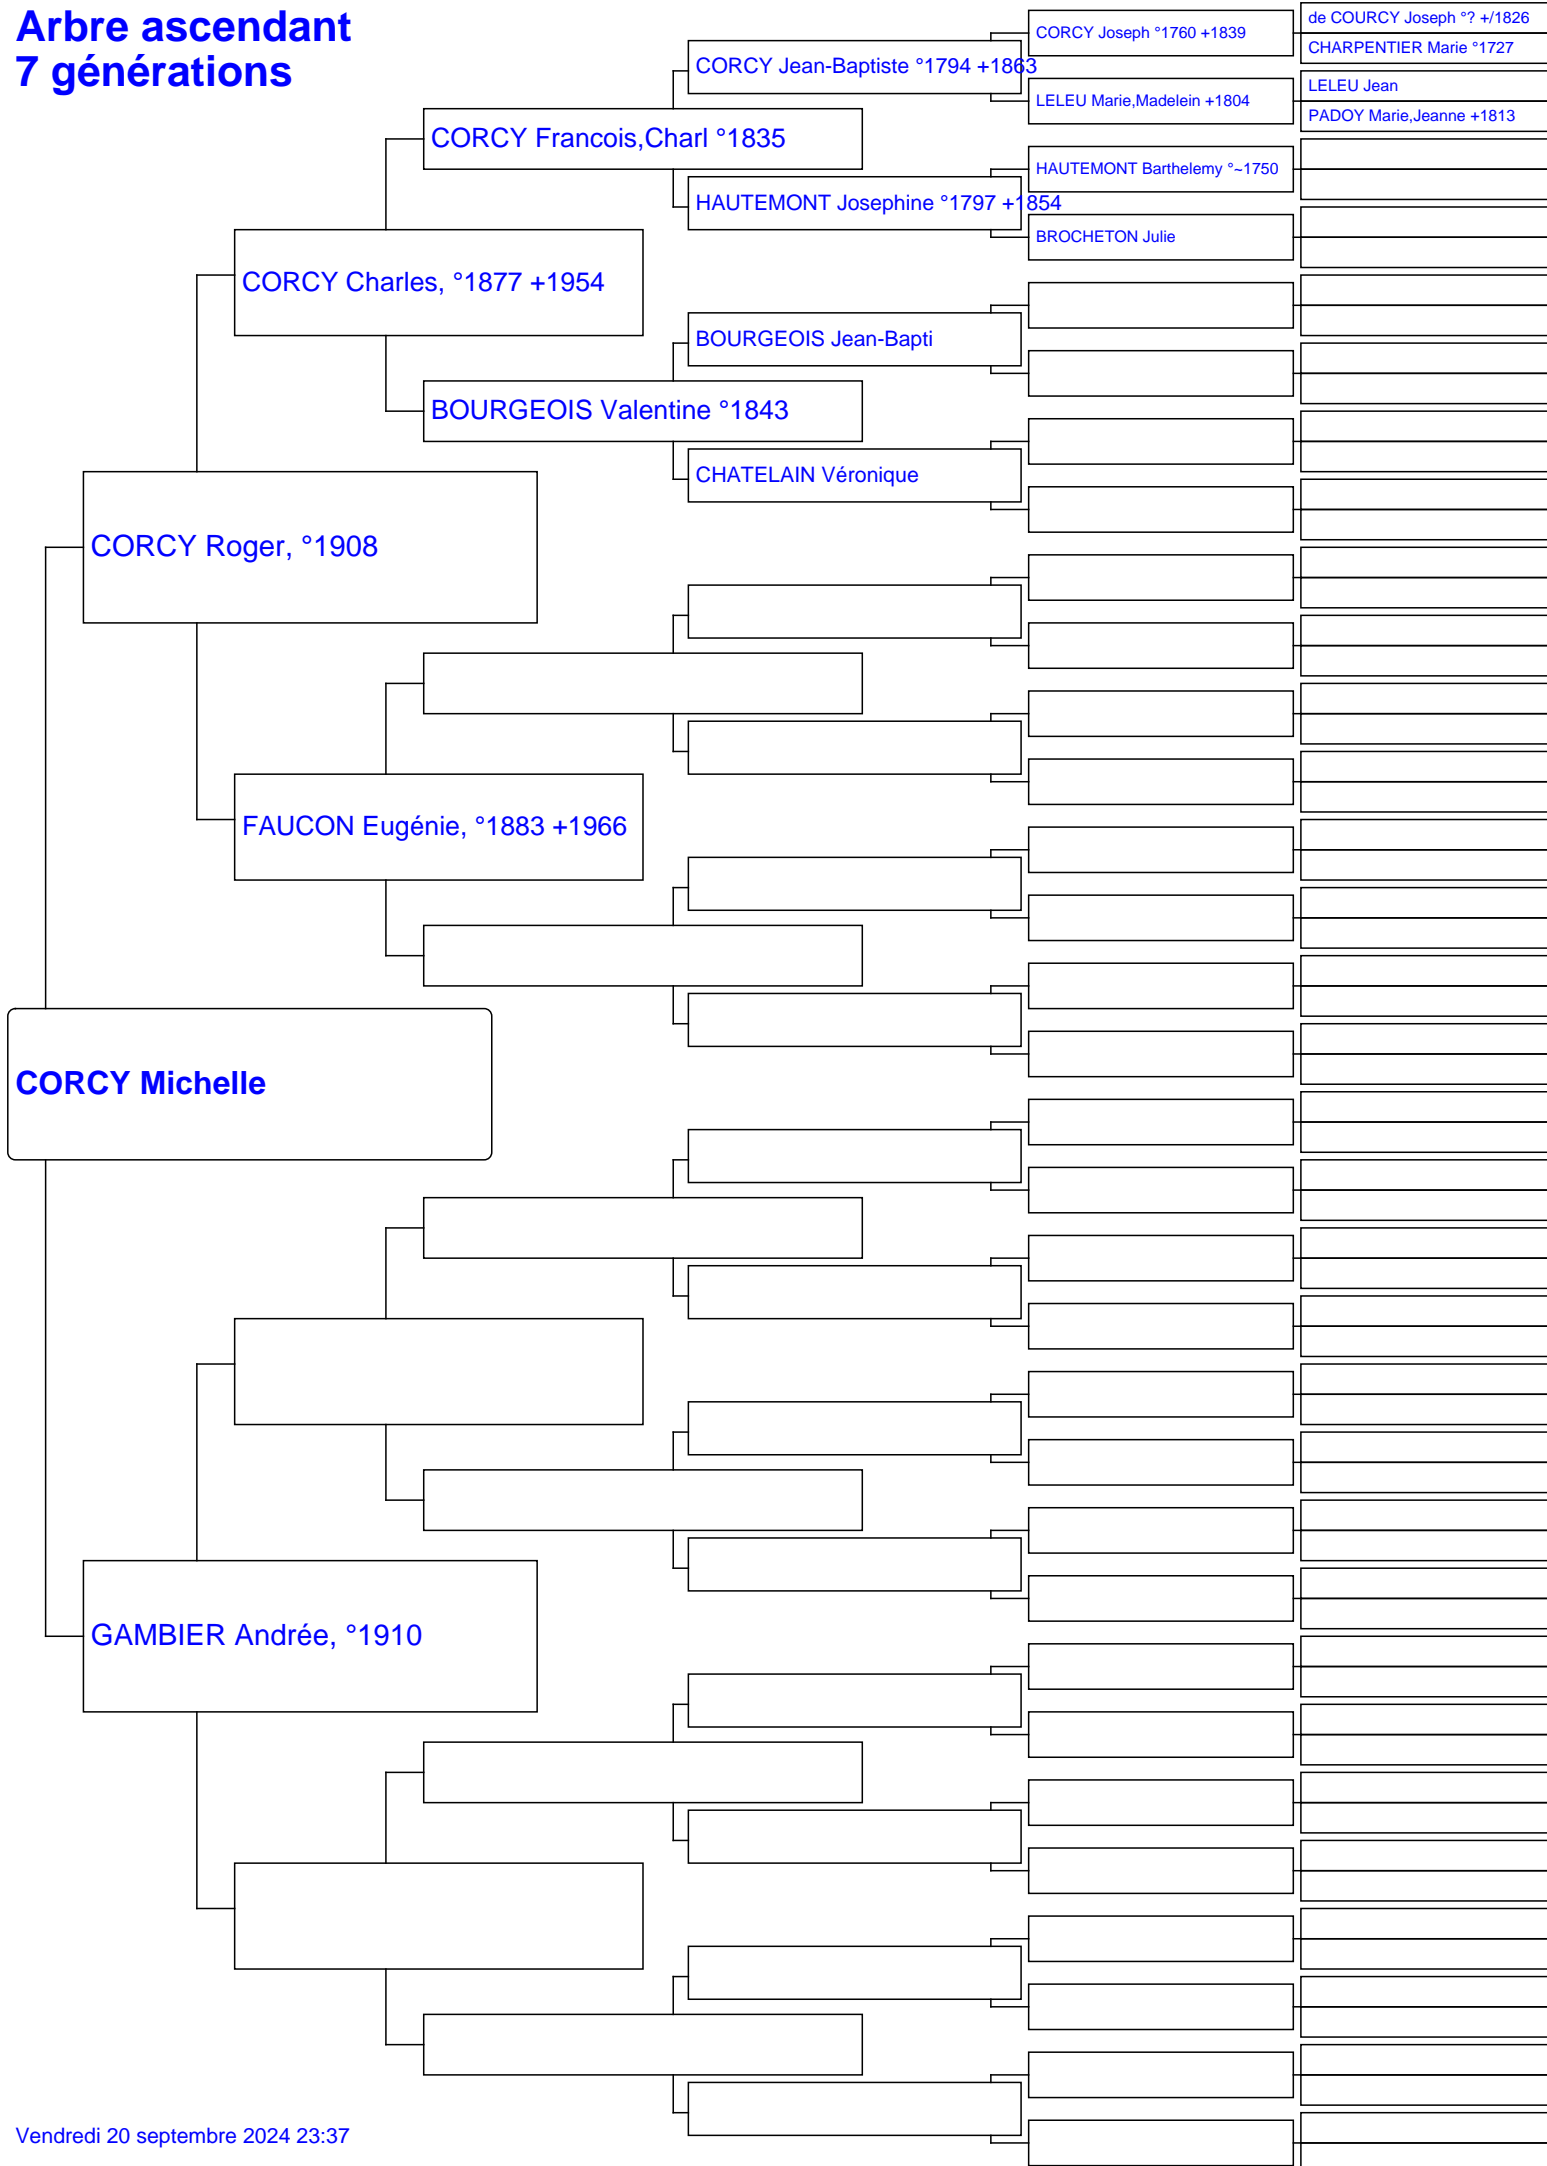 Arbre ascendant
7 générations
CORCY Joseph °1760 +1839
de COURCY Joseph °? +/1826
CHARPENTIER Marie °1727
CORCY Jean-Baptiste °1794 +1863
LELEU Marie,Madelein +1804
LELEU Jean
PADOY Marie,Jeanne +1813
CORCY Francois,Charl °1835
HAUTEMONT Barthelemy °~1750
HAUTEMONT Josephine °1797 +1854
BROCHETON Julie
CORCY Charles, °1877 +1954
BOURGEOIS Jean-Bapti
BOURGEOIS Valentine °1843
CHATELAIN Véronique
CORCY Roger, °1908
FAUCON Eugénie, °1883 +1966
CORCY Michelle
GAMBIER Andrée, °1910
Vendredi 20 septembre 2024 23:37